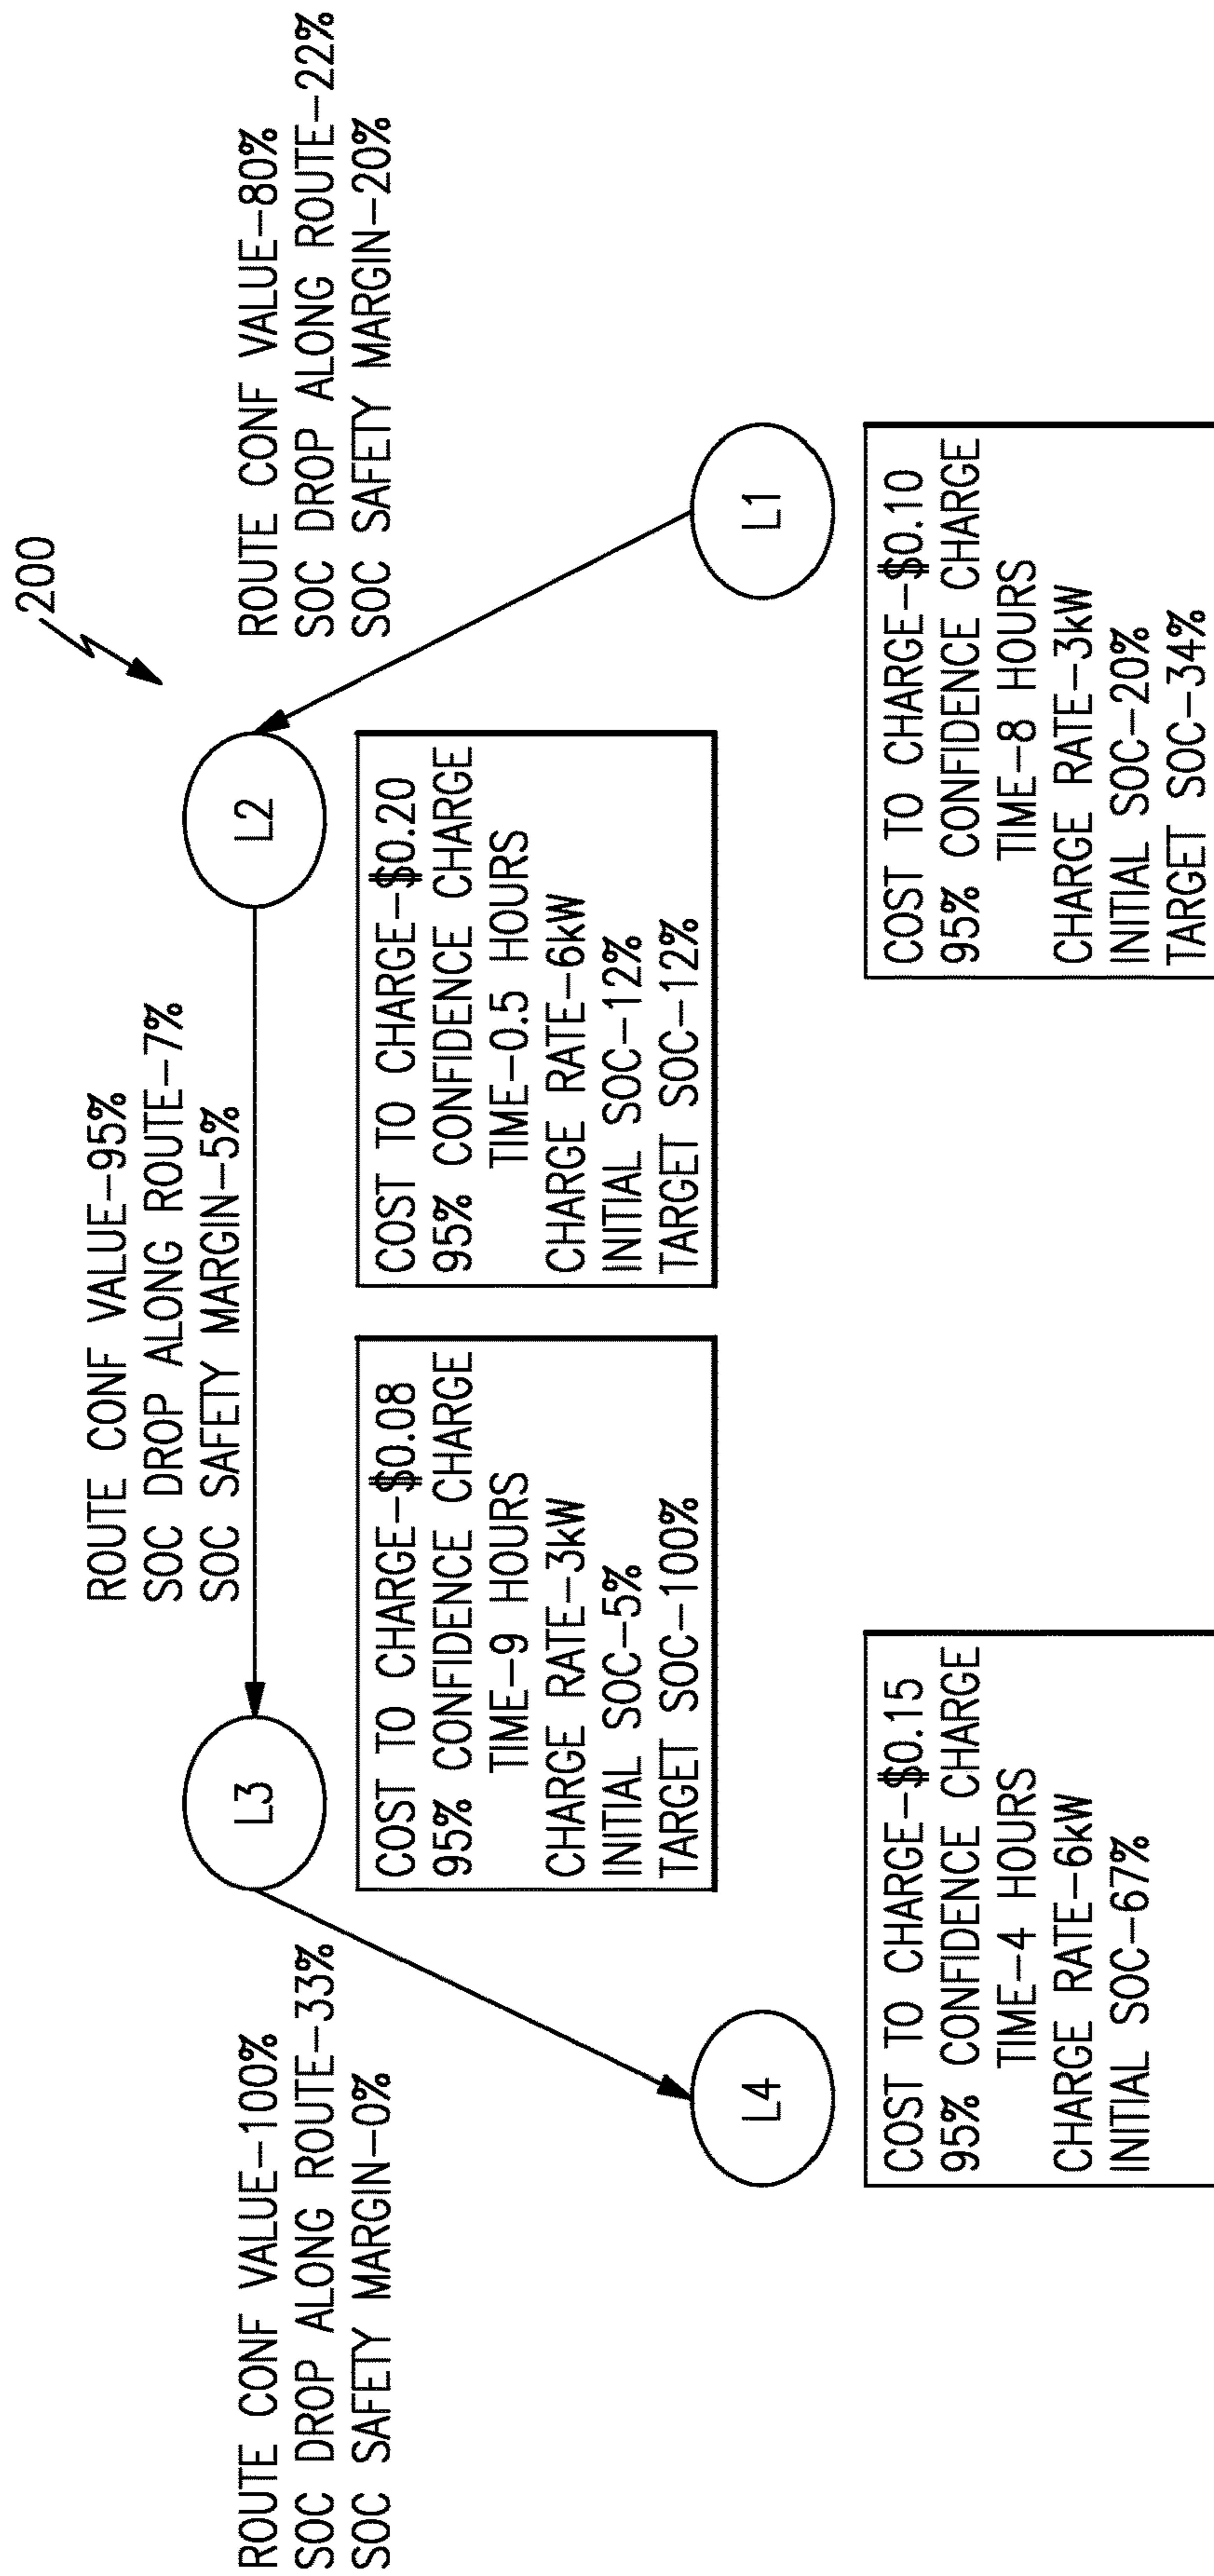 200
ROUTE CONF VALUE-95%
SOC DROP ALONG ROUTE-7%
SOC SAFETY MARGIN-5%
ROUTE CONF VALUE-100%
SOC DROP ALONG ROUTE-33%
SOC SAFETY MARGIN-0%
L3
L2
ROUTE CONF VALUE-80%
SOC DROP ALONG ROUTE-22%
SOC SAFETY MARGIN-20%
COST TO CHARGE-$0.08
95% CONFIDENCE CHARGE
TIME-9 HOURS
CHARGE RATE-3kW
INITIAL SOC-5%
TARGET SOC-100%
COST TO CHARGE-$0.20
95% CONFIDENCE CHARGE
TIME-0.5 HOURS
CHARGE RATE-6kW
INITIAL SOC-12%
TARGET SOC-12%
L4
L1
COST TO CHARGE-$0.15
95% CONFIDENCE CHARGE
TIME-4 HOURS
CHARGE RATE-6kW
INITIAL SOC-67%
COST TO CHARGE-$0.10
95% CONFIDENCE CHARGE
TIME-8 HOURS
CHARGE RATE-3kW
INITIAL SOC-20%
TARGET SOC-34%